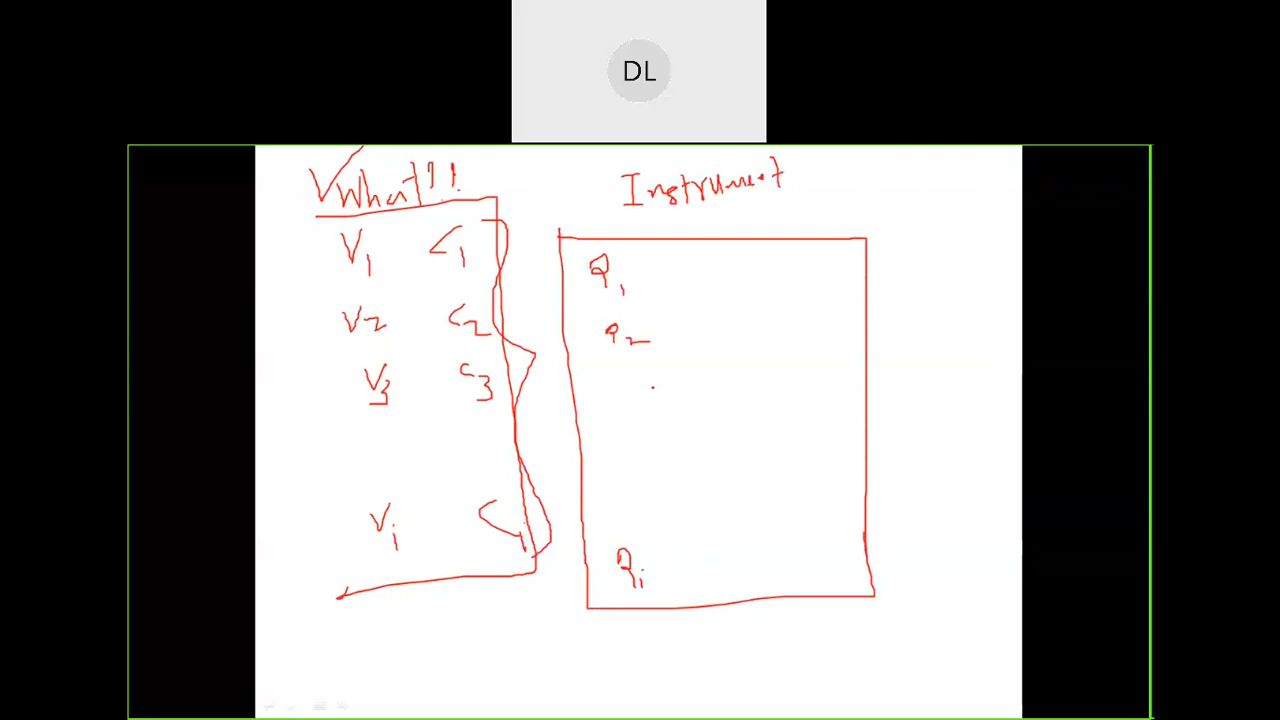 DL
What?!!
Instrument
V1 C1
V2 C2
V3 C3
Vi Ci
Q1
Q2
Qi